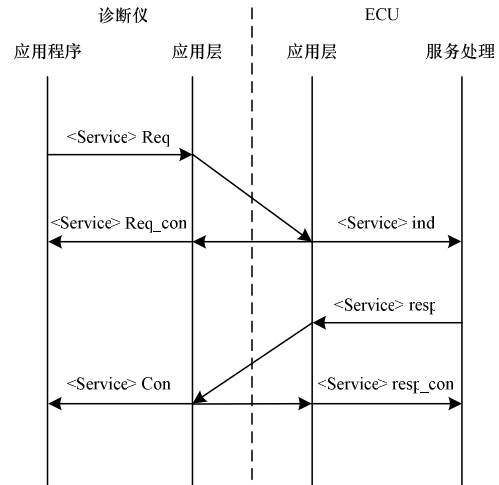 诊断仪 ECU
应用程序 应用层 应用层 服务处理
<Service> Req
<Service> Req_con <Service> ind
<Service> resp
<Service> Con <Service> resp_con